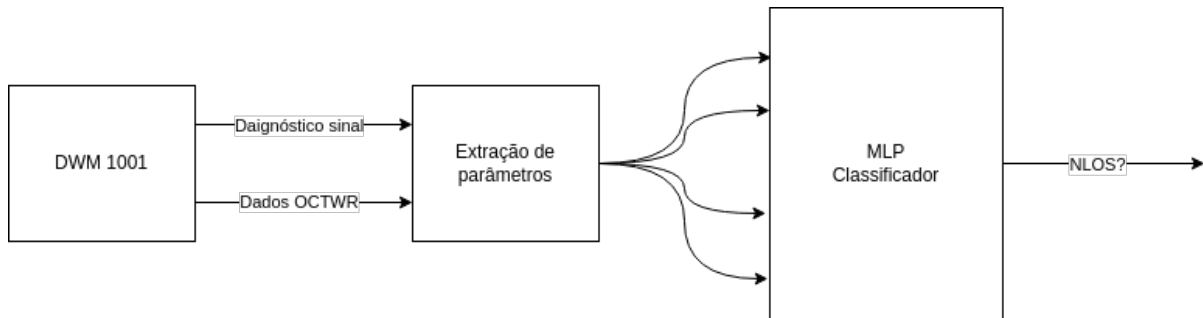 DWM 1001
Daignóstico sinal
Dados OCTWR
Extração de
parâmetros
MLP
Classificador
NLOS?